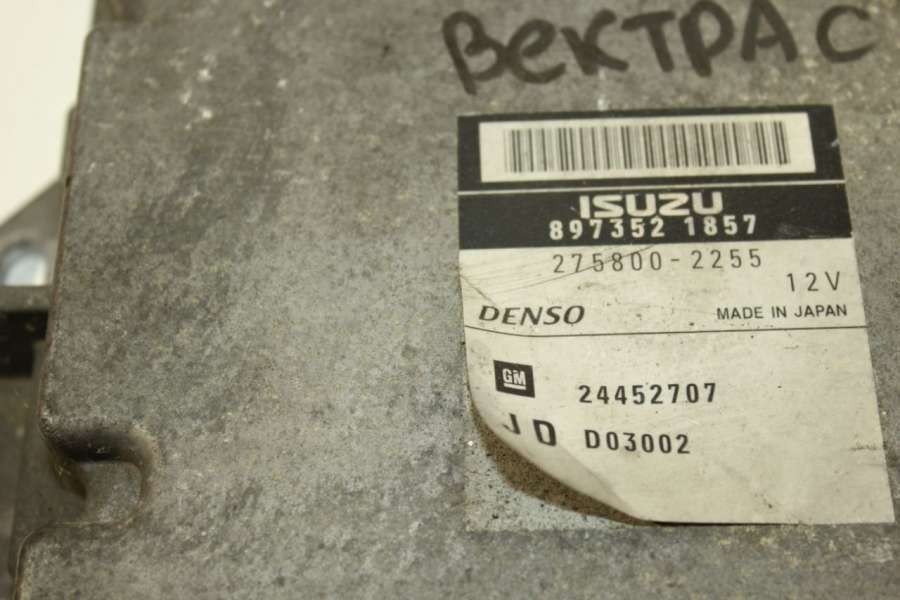 ВЕКТРА С
ISUZU
897352 1857
275800-2255
12V
DENSO MADE IN JAPAN
GM 24452707
JD D03002